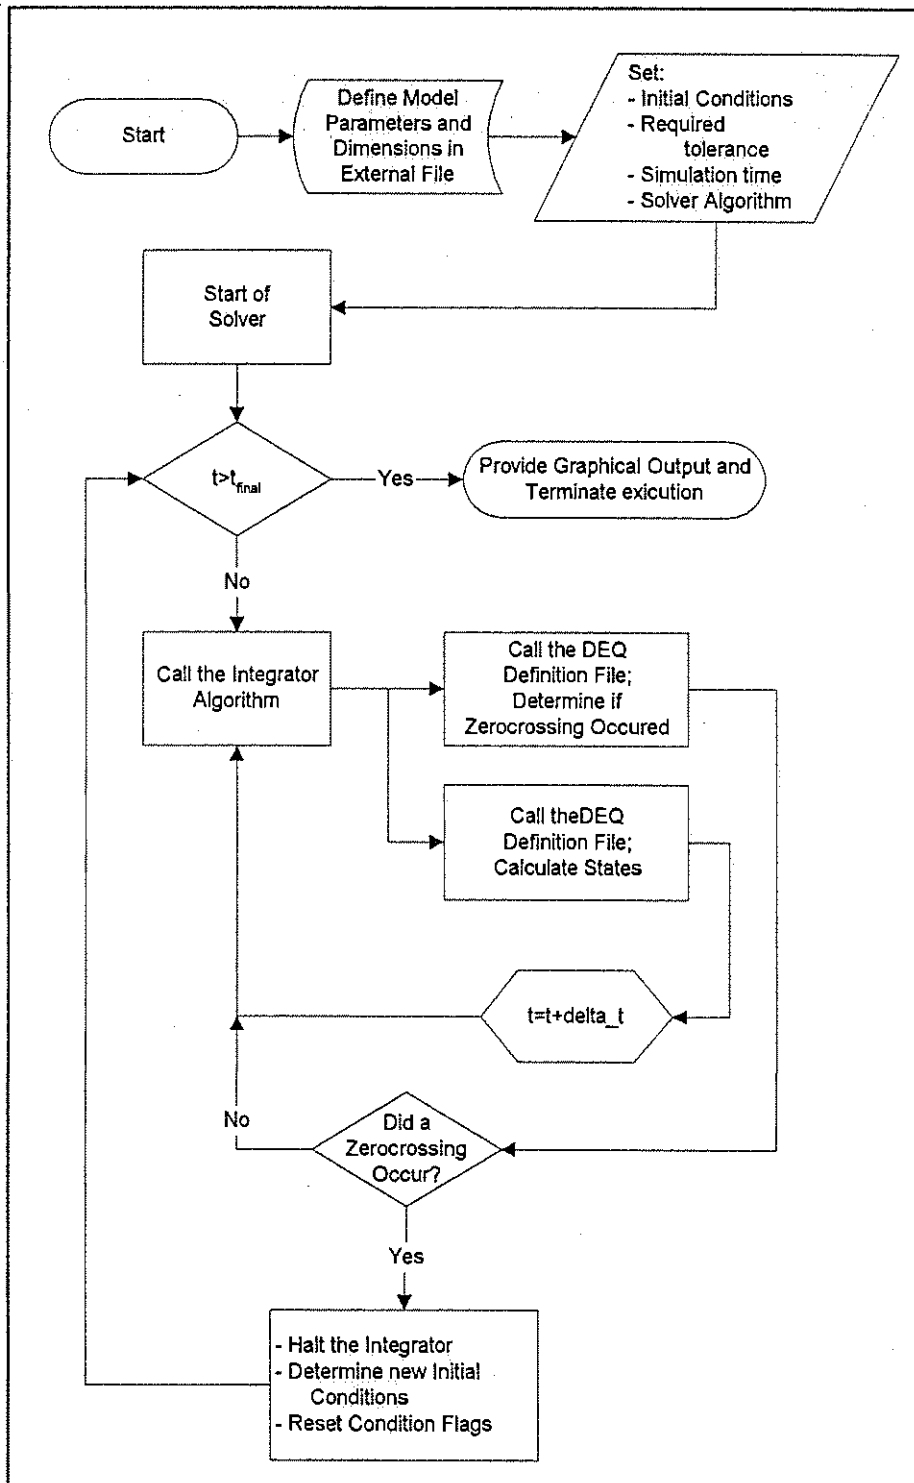 Start
Define Model
Parameters and
Dimensions in
External File
Set:
- Initial Conditions
- Required
tolerance
- Simulation time
- Solver Algorithm
Start of
Solver
t>t_final
Yes
Provide Graphical Output and
Terminate exicution
No
Call the Integrator
Algorithm
Call the DEQ
Definition File;
Determine if
Zerocrossing Occured
Call theDEQ
Definition File;
Calculate States
t=t+delta_t
No
Did a
Zerocrossing
Occur?
Yes
- Halt the Integrator
- Determine new Initial
Conditions
- Reset Condition Flags